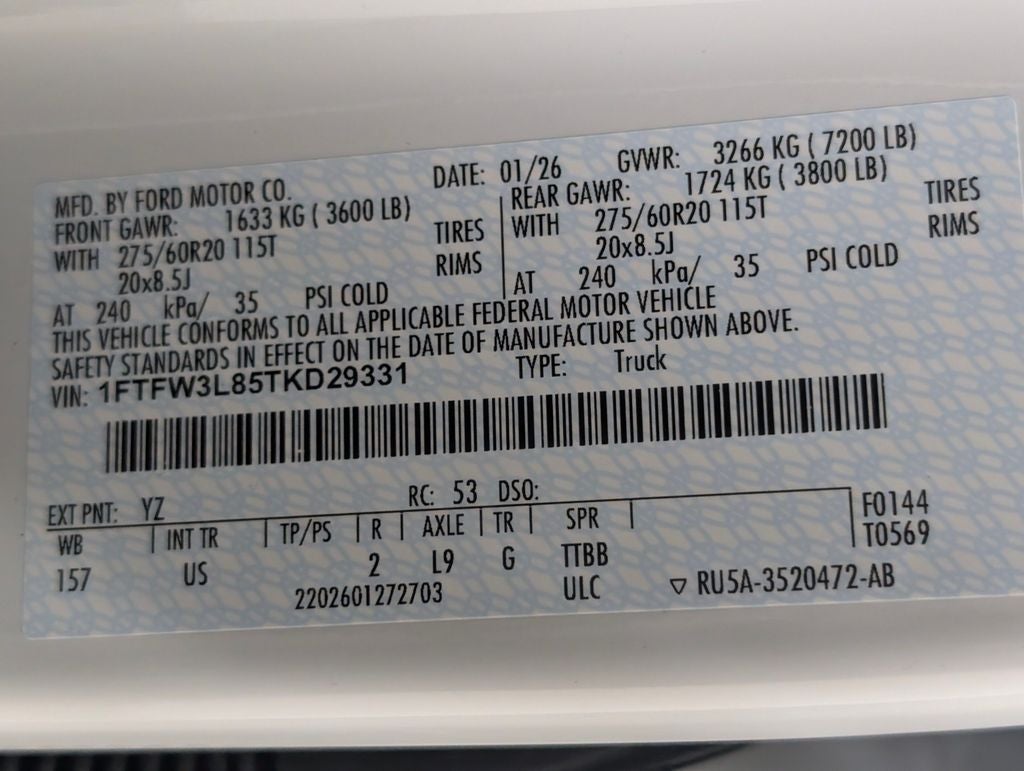 MFD. BY FORD MOTOR CO. DATE: 01/26 GVWR: 3266 KG ( 7200 LB)
FRONT GAWR: 1633 KG ( 3600 LB) REAR GAWR: 1724 KG ( 3800 LB)
WITH 275/60R20 115T TIRES WITH 275/60R20 115T TIRES
20x8.5J RIMS 20x8.5J RIMS
AT 240 kPa/ 35 PSI COLD AT 240 kPa/ 35 PSI COLD
THIS VEHICLE CONFORMS TO ALL APPLICABLE FEDERAL MOTOR VEHICLE
SAFETY STANDARDS IN EFFECT ON THE DATE OF MANUFACTURE SHOWN ABOVE.
VIN: 1FTFW3L85TKD29331 TYPE: Truck
EXT PNT: YZ RC: 53 DSO:
WB INT TR TP/PS R AXLE TR SPR F0144
T0569
157 US 2 L9 G TTBB
2202601272703 ULC ▽ RU5A-3520472-AB